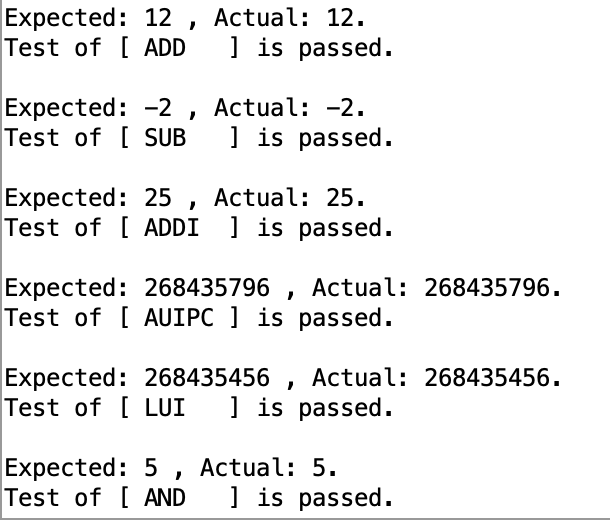 Expected: 12 , Actual: 12.
Test of [ ADD   ] is passed.
Expected: -2 , Actual: -2.
Test of [ SUB   ] is passed.
Expected: 25 , Actual: 25.
Test of [ ADDI  ] is passed.
Expected: 268435796 , Actual: 268435796.
Test of [ AUIPC ] is passed.
Expected: 268435456 , Actual: 268435456.
Test of [ LUI   ] is passed.
Expected: 5 , Actual: 5.
Test of [ AND   ] is passed.